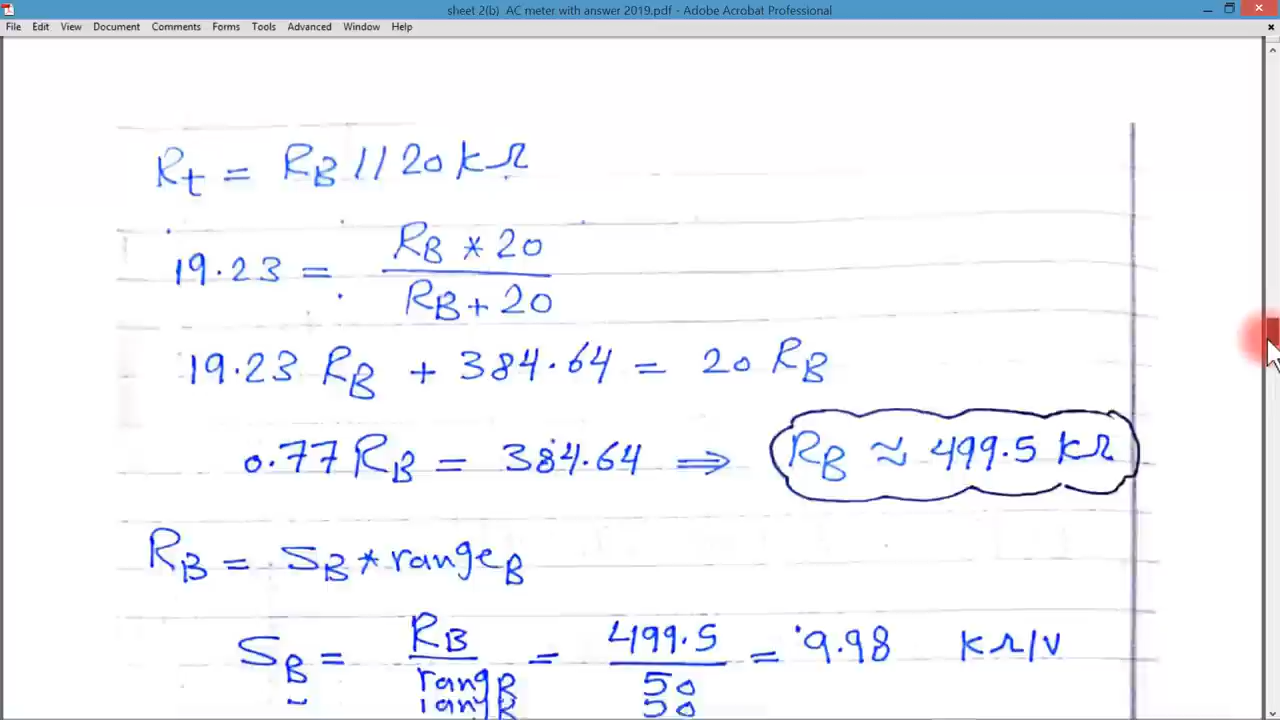 sheet 2(b) AC meter with answer 2019.pdf - Adobe Acrobat Professional
File Edit View Document Comments Forms Tools Advanced Window Help
Rt = RB // 20 kΩ
19.23 = RB * 20 / RB + 20
19.23 RB + 384.64 = 20 RB
0.77 RB = 384.64 ⇒ RB ≈ 499.5 kΩ
RB = SB * rangeB
SB = RB / rangB = 499.5 / 50 = 9.98 kΩ/V